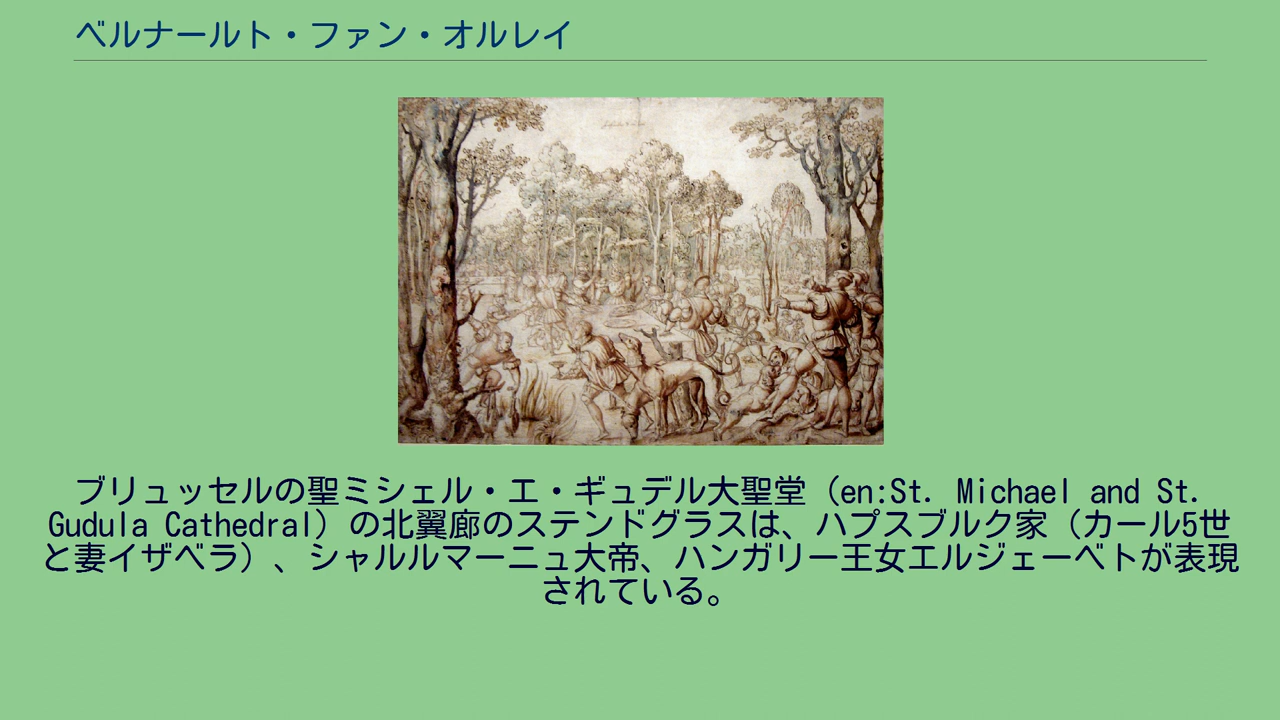 ベルナールト・ファン・オルレイ
ブリュッセルの聖ミシェル・エ・ギュデル大聖堂（en:St. Michael and St.
Gudula Cathedral）の北翼廊のステンドグラスは、ハプスブルク家（カール5世
と妻イザベラ）、シャルルマーニュ大帝、ハンガリー王女エルジェーベトが表現
されている。